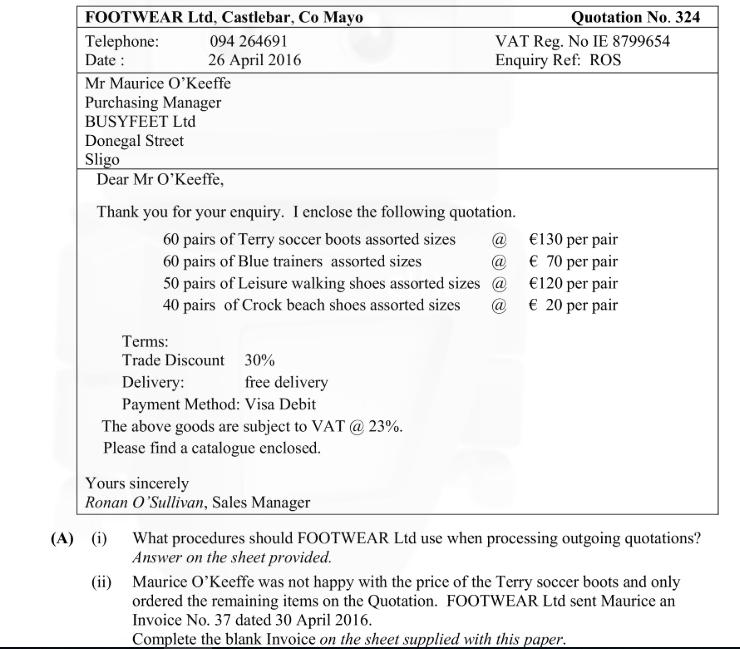 FOOTWEAR Ltd, Castlebar, Co Mayo Quotation No. 324
Telephone: 094 264691 VAT Reg. No IE 8799654
Date : 26 April 2016 Enquiry Ref: ROS
Mr Maurice O’Keeffe
Purchasing Manager
BUSYFEET Ltd
Donegal Street
Sligo
Dear Mr O’Keeffe,
Thank you for your enquiry. I enclose the following quotation.
60 pairs of Terry soccer boots assorted sizes @ €130 per pair
60 pairs of Blue trainers assorted sizes @ € 70 per pair
50 pairs of Leisure walking shoes assorted sizes @ €120 per pair
40 pairs of Crock beach shoes assorted sizes @ € 20 per pair
Terms:
Trade Discount 30%
Delivery: free delivery
Payment Method: Visa Debit
The above goods are subject to VAT @ 23%.
Please find a catalogue enclosed.
Yours sincerely
Ronan O’Sullivan, Sales Manager
(A) (i) What procedures should FOOTWEAR Ltd use when processing outgoing quotations?
Answer on the sheet provided.
(ii) Maurice O’Keeffe was not happy with the price of the Terry soccer boots and only
ordered the remaining items on the Quotation. FOOTWEAR Ltd sent Maurice an
Invoice No. 37 dated 30 April 2016.
Complete the blank Invoice on the sheet supplied with this paper.